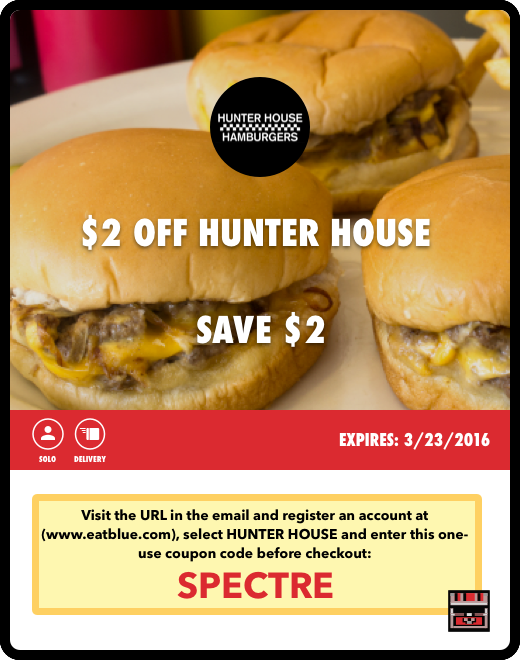 HUNTER HOUSE
HAMBURGERS
$2 OFF HUNTER HOUSE
SAVE $2
SOLO
DELIVERY
EXPIRES: 3/23/2016
Visit the URL in the email and register an account at
(www.eatblue.com), select HUNTER HOUSE and enter this one-
use coupon code before checkout:
SPECTRE